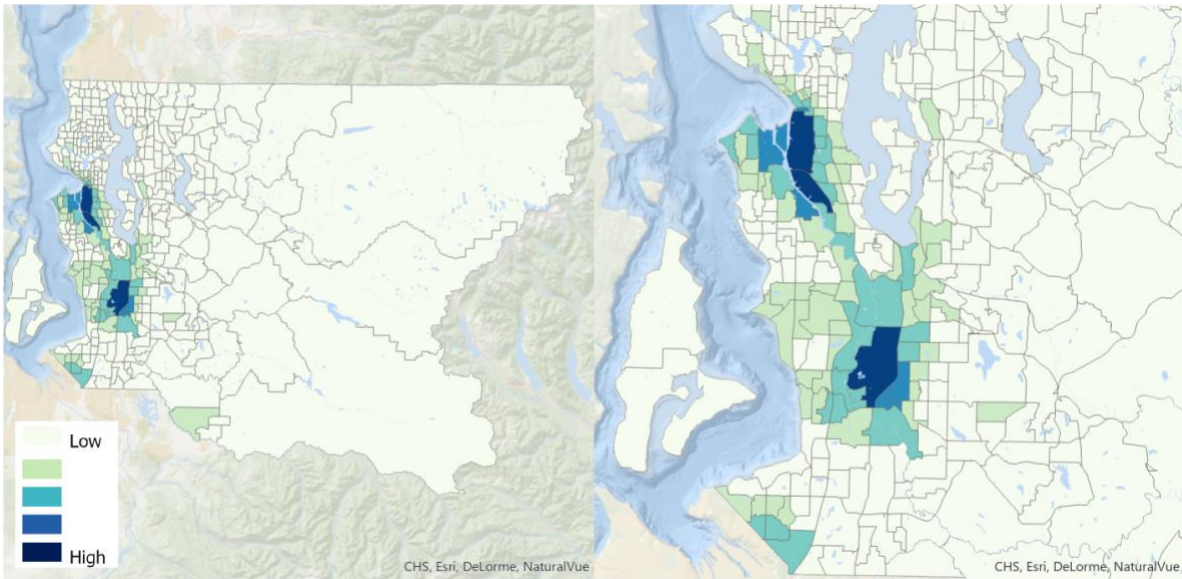 Low
High
CHS, Esri, DeLorme, NaturalVue
CHS, Esri, DeLorme, NaturalVue